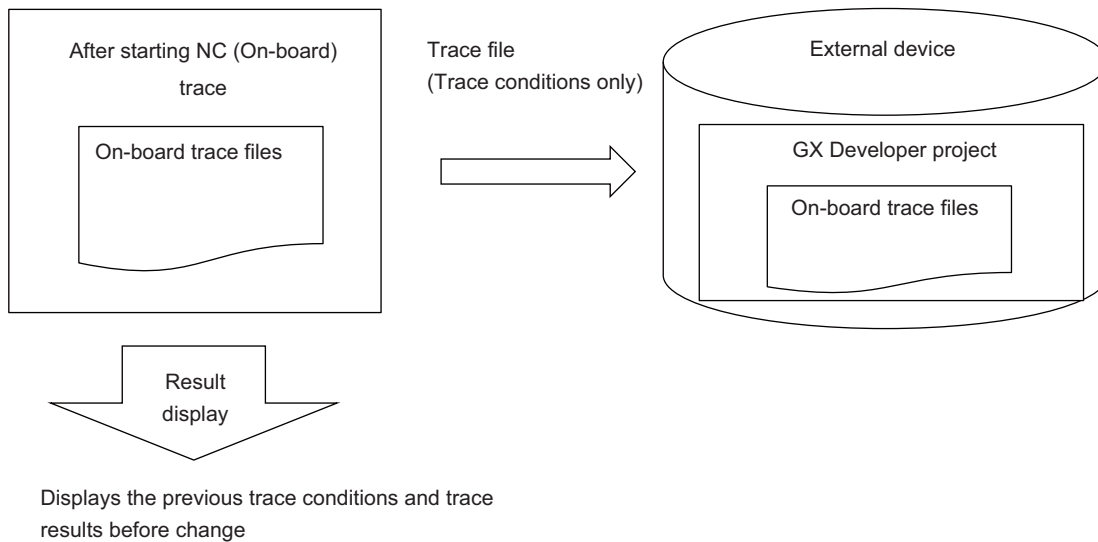 After starting NC (On-board)
trace
On-board trace files
Trace file
(Trace conditions only)
External device
GX Developer project
On-board trace files
Result
display
Displays the previous trace conditions and trace
results before change